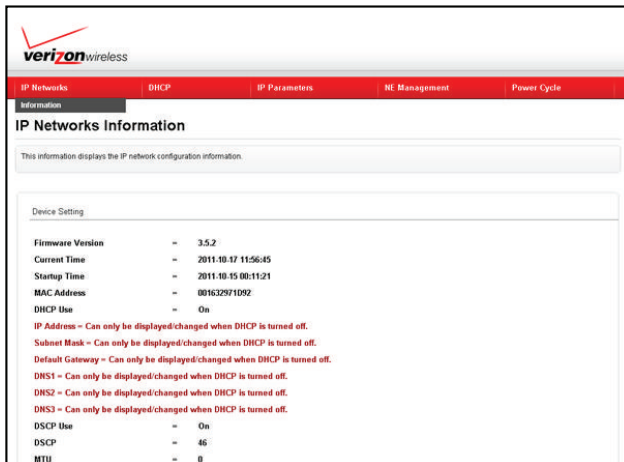 verizonwireless
IP Networks DHCP IP Parameters NE Management Power Cycle
Information
IP Networks Information
This information displays the IP network configuration information.
Device Setting
Firmware Version = 3.5.2
Current Time = 2011-10-17 11:56:45
Startup Time = 2011-10-15 00:11:21
MAC Address = 001632971D92
DHCP Use = On
IP Address = Can only be displayed/changed when DHCP is turned off.
Subnet Mask = Can only be displayed/changed when DHCP is turned off.
Default Gateway = Can only be displayed/changed when DHCP is turned off.
DNS1 = Can only be displayed/changed when DHCP is turned off.
DNS2 = Can only be displayed/changed when DHCP is turned off.
DNS3 = Can only be displayed/changed when DHCP is turned off.
DSCP Use = On
DSCP = 46
MTU = 0